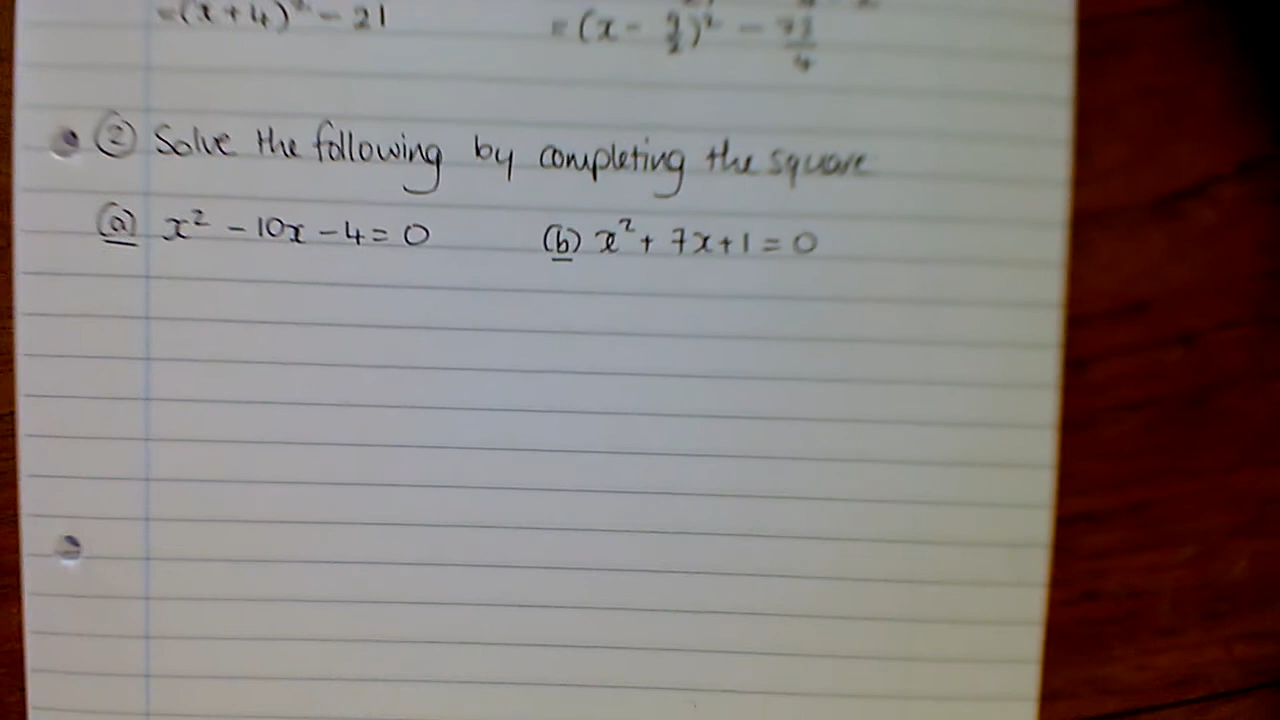 =(x+4)² - 21 = (x - 9/2)² - 73/4
② Solve the following by completing the square
(a) x² - 10x - 4 = 0 (b) x² + 7x + 1 = 0